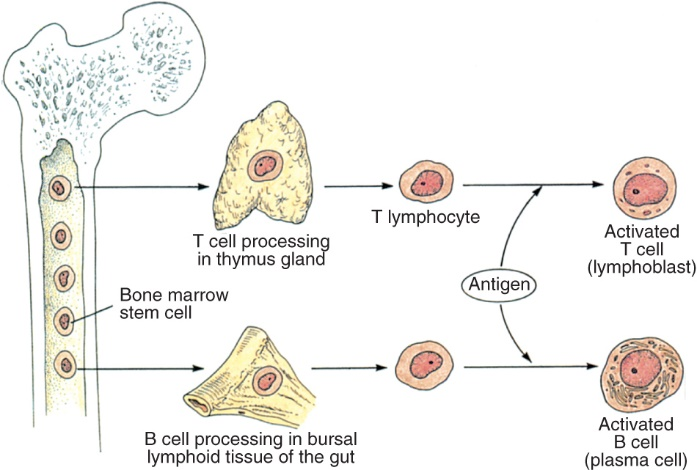 T cell processing
in thymus gland
T lymphocyte
Activated
T cell
(lymphoblast)
Antigen
Bone marrow
stem cell
B cell processing in bursal
lymphoid tissue of the gut
Activated
B cell
(plasma cell)